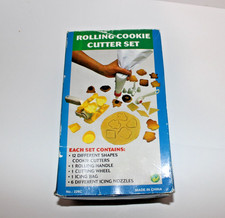 ROLLING COOKIE
CUTTER SET
EACH SET CONTAINS:
• 12 DIFFERENT SHAPES
COOKIE CUTTERS
• 1 ROLLING HANDLE
• 1 CUTTING WHEEL
• 1 ICING BAG
• 6 DIFFERENT ICING NOZZLES.
MADE IN CHINA